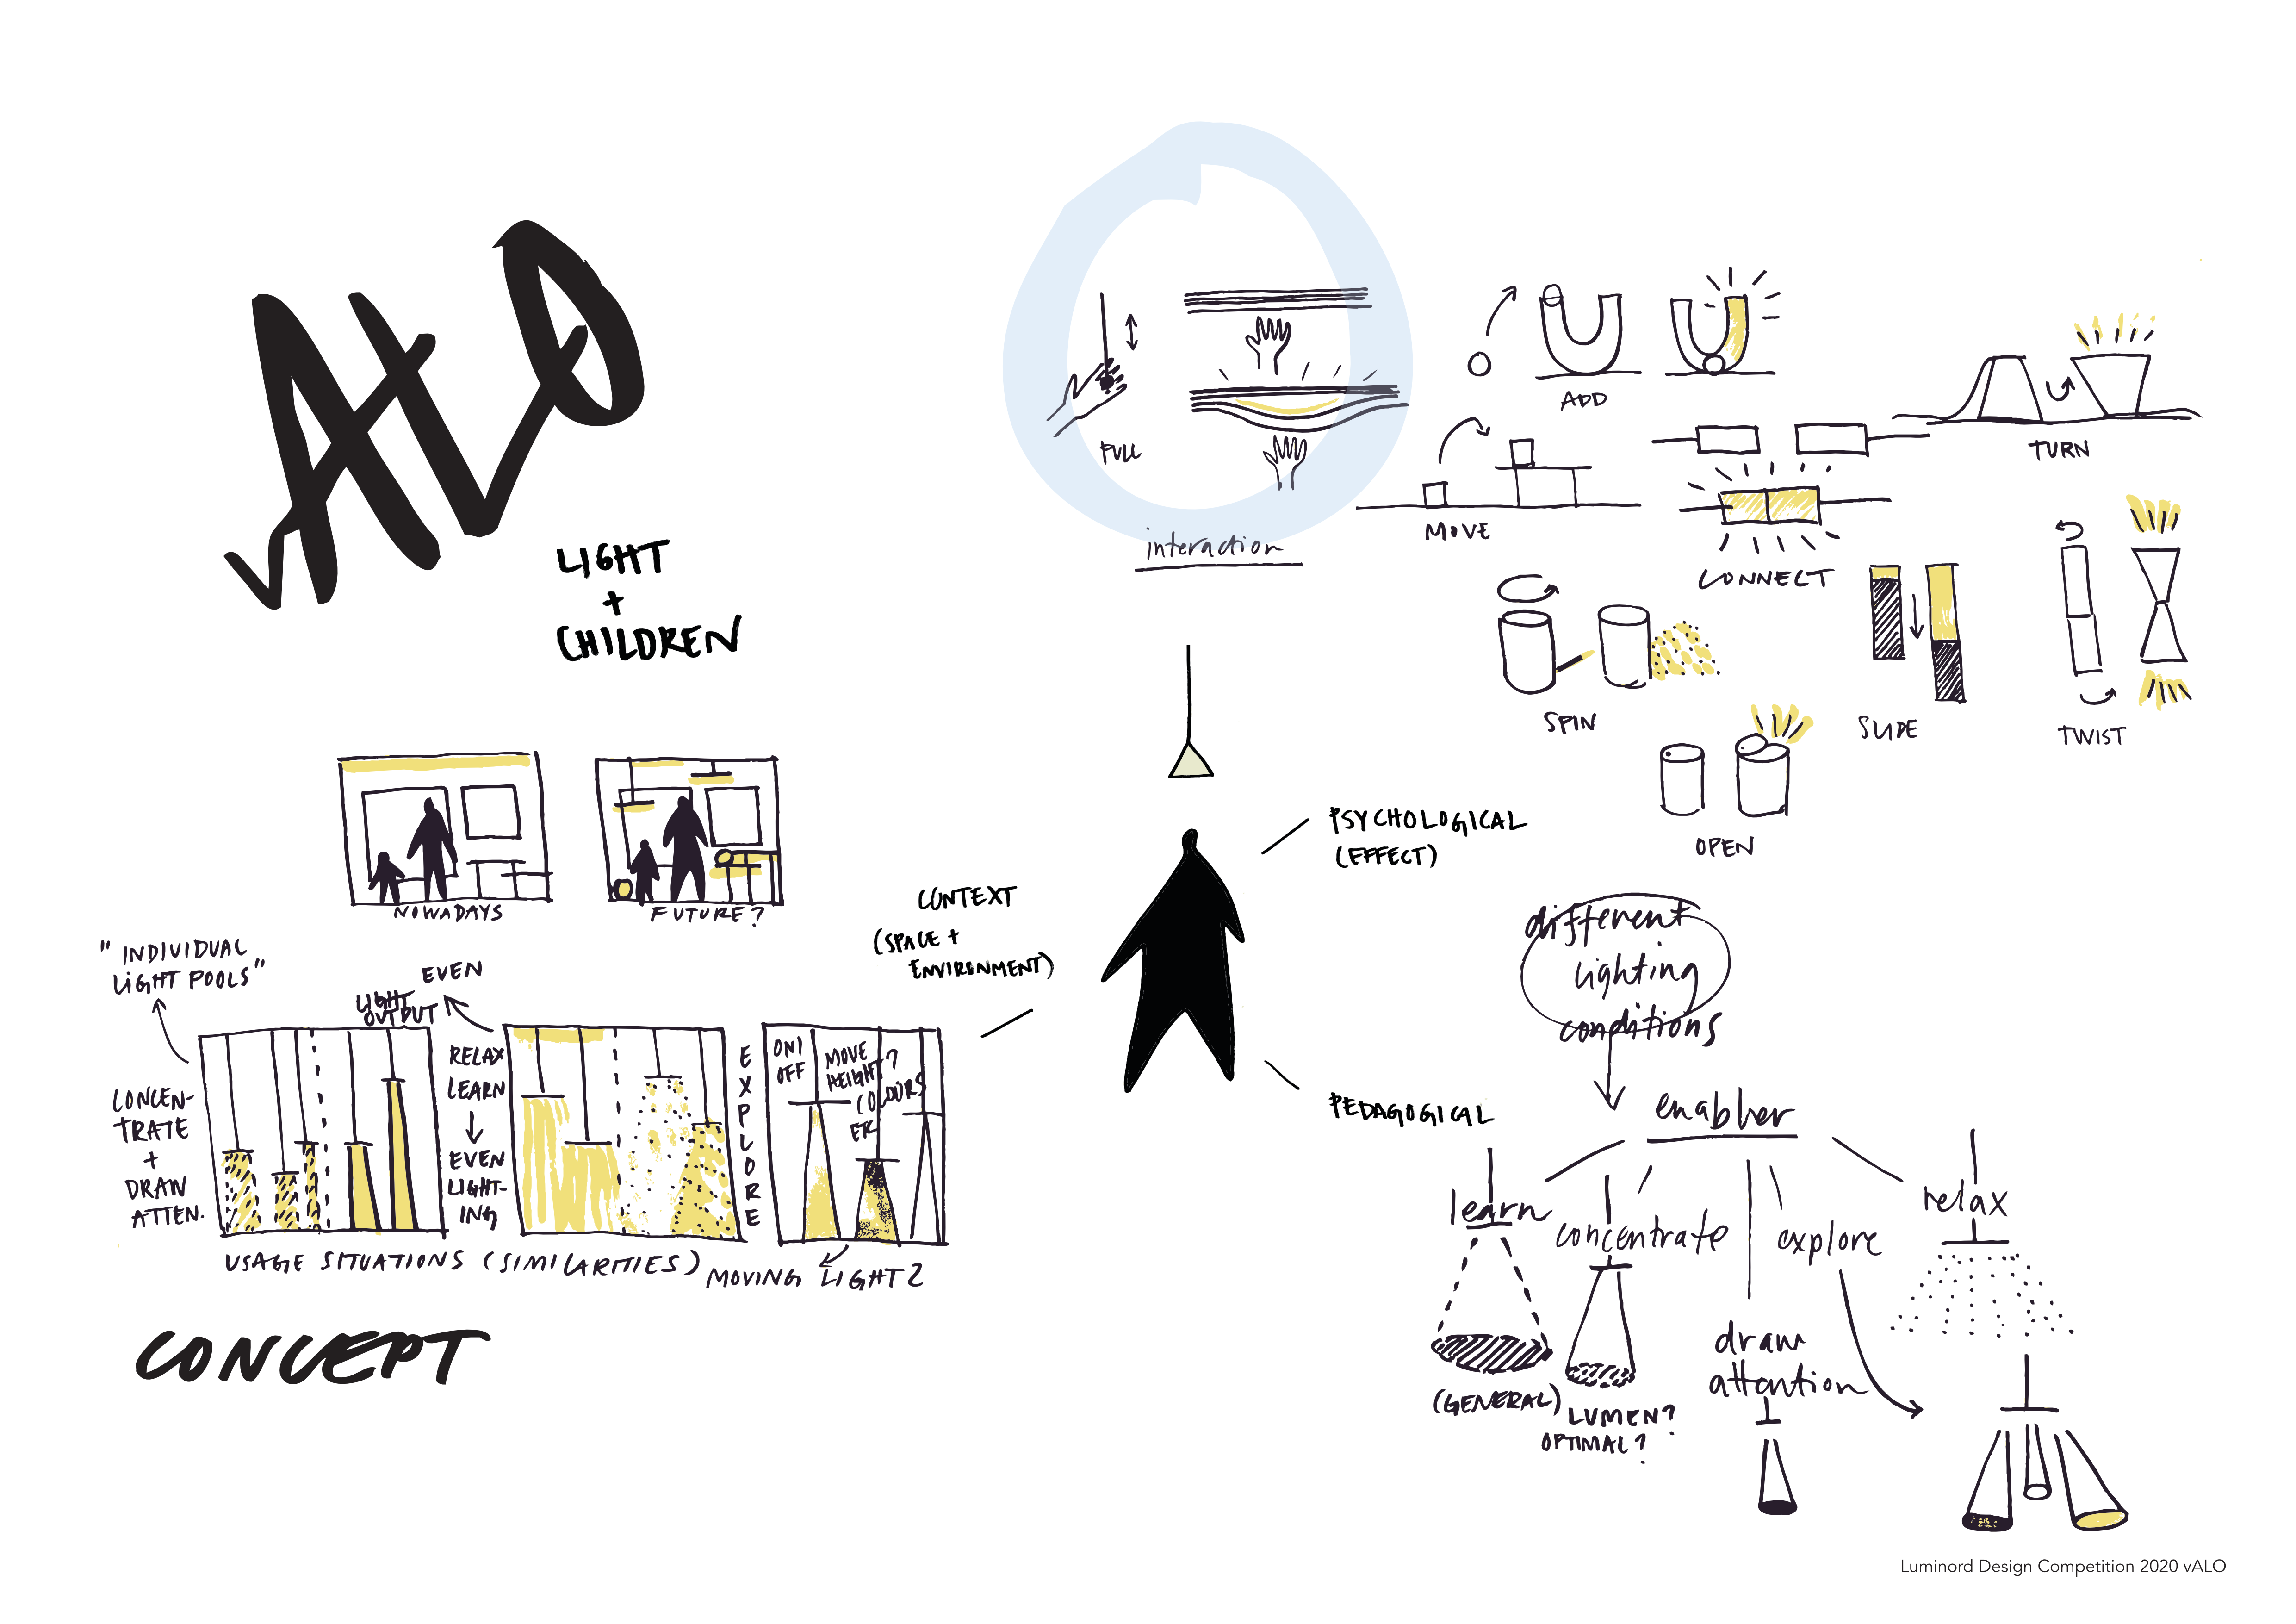 vALO
LIGHT
+
CHILDREN
PULL
interaction
ADD
MOVE
CONNECT
TURN
SPIN
SLIDE
TWIST
OPEN
NOWADAYS
FUTURE?
"INDIVIDUAL
LIGHT POOLS"
EVEN
LIGHT
OUTPUT
CONCEN-
TRATE
+
DRAW
ATTEN.
RELAX
LEARN
EVEN
LIGHT-
ING
EXPLORE
ON/
OFF
MOVE
HEIGHT?
COLOURS
ETC
USAGE SITUATIONS (SIMILARITIES)
MOVING LIGHT?
CONCEPT
CONTEXT
(SPACE +
ENVIRONMENT)
PSYCHOLOGICAL
(EFFECT)
PEDAGOGICAL
different
lighting
conditions
enabler
learn
concentrate
explore
relax
draw
attention
(GENERAL)
LUMEN?
OPTIMAL?
Luminord Design Competition 2020 vALO